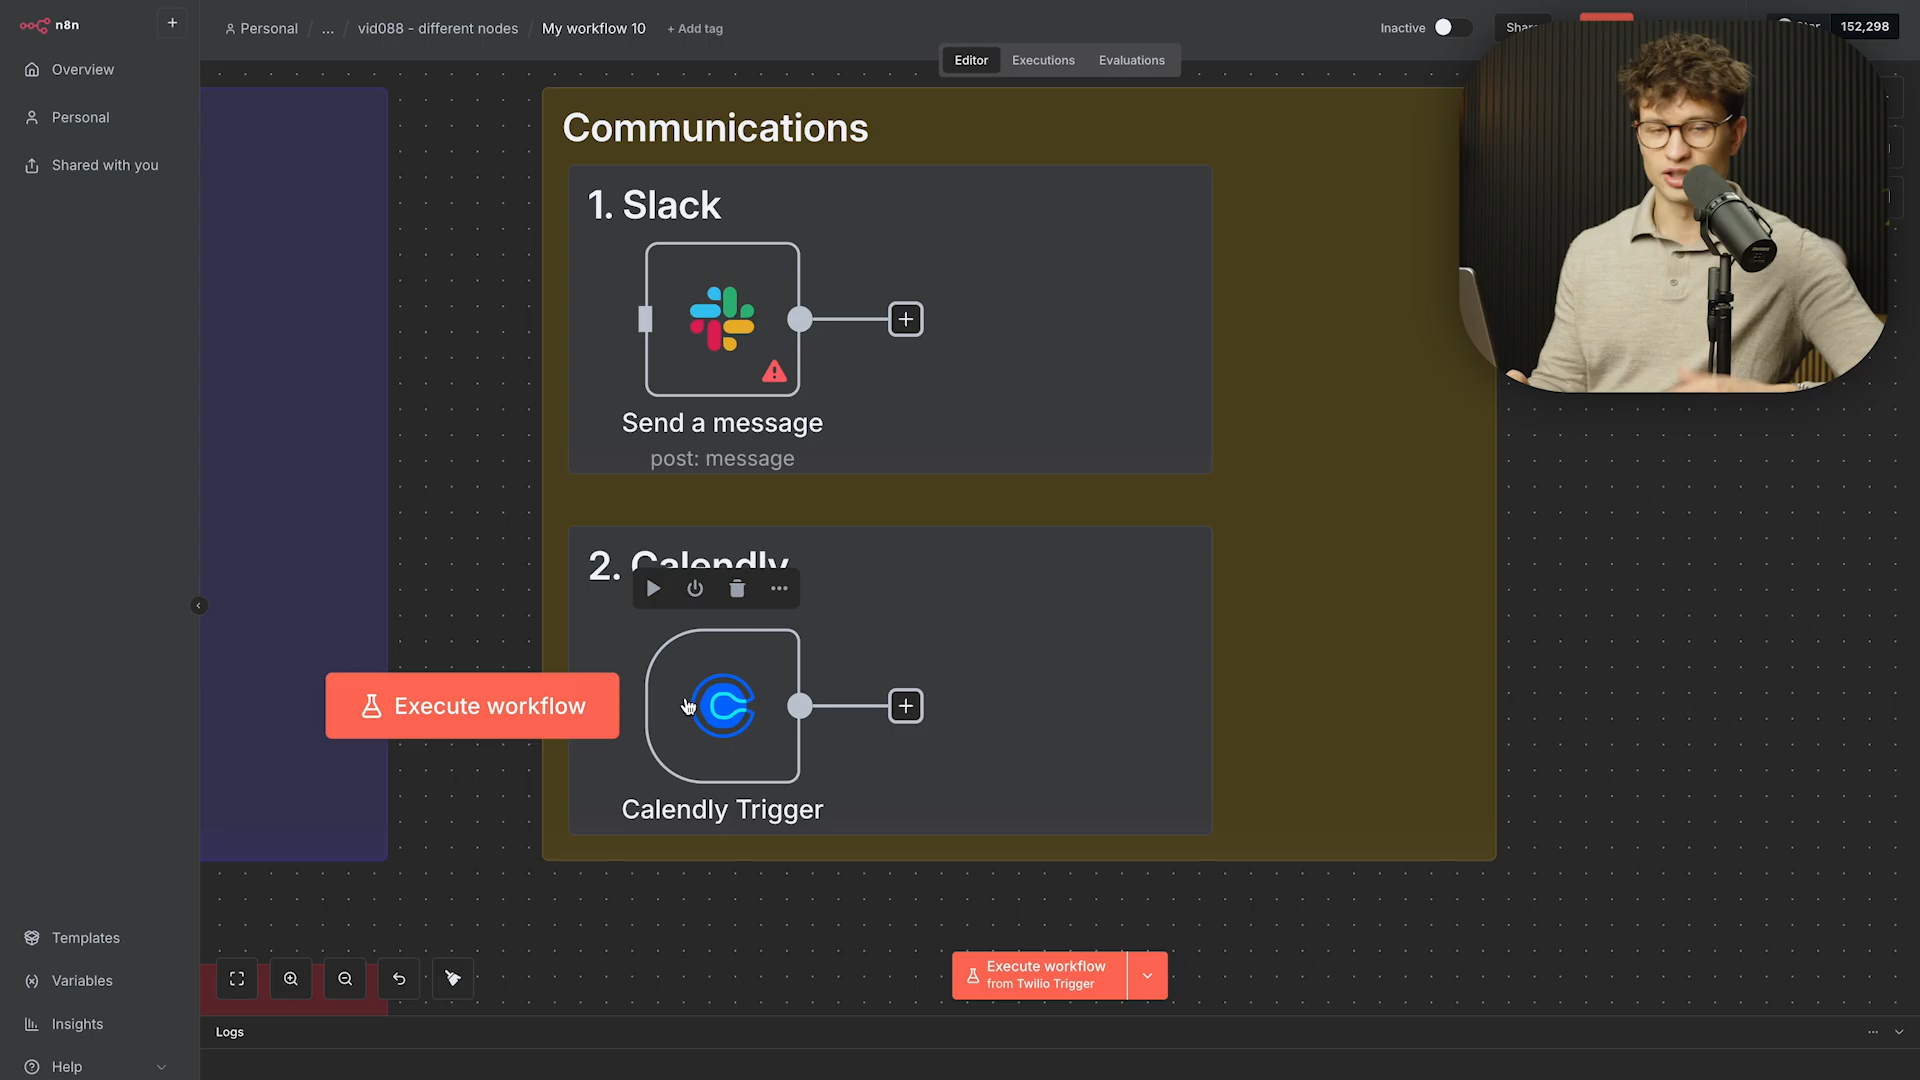 n8n
Personal / ... / vid088 - different nodes / My workflow 10 + Add tag
Inactive
152,298
Editor Executions Evaluations
Overview
Personal
Shared with you
Communications
1. Slack
Send a message
post: message
2. Calendly
Execute workflow
Calendly Trigger
Templates
Variables
Insights
Help
Execute workflow
from Twilio Trigger
Logs